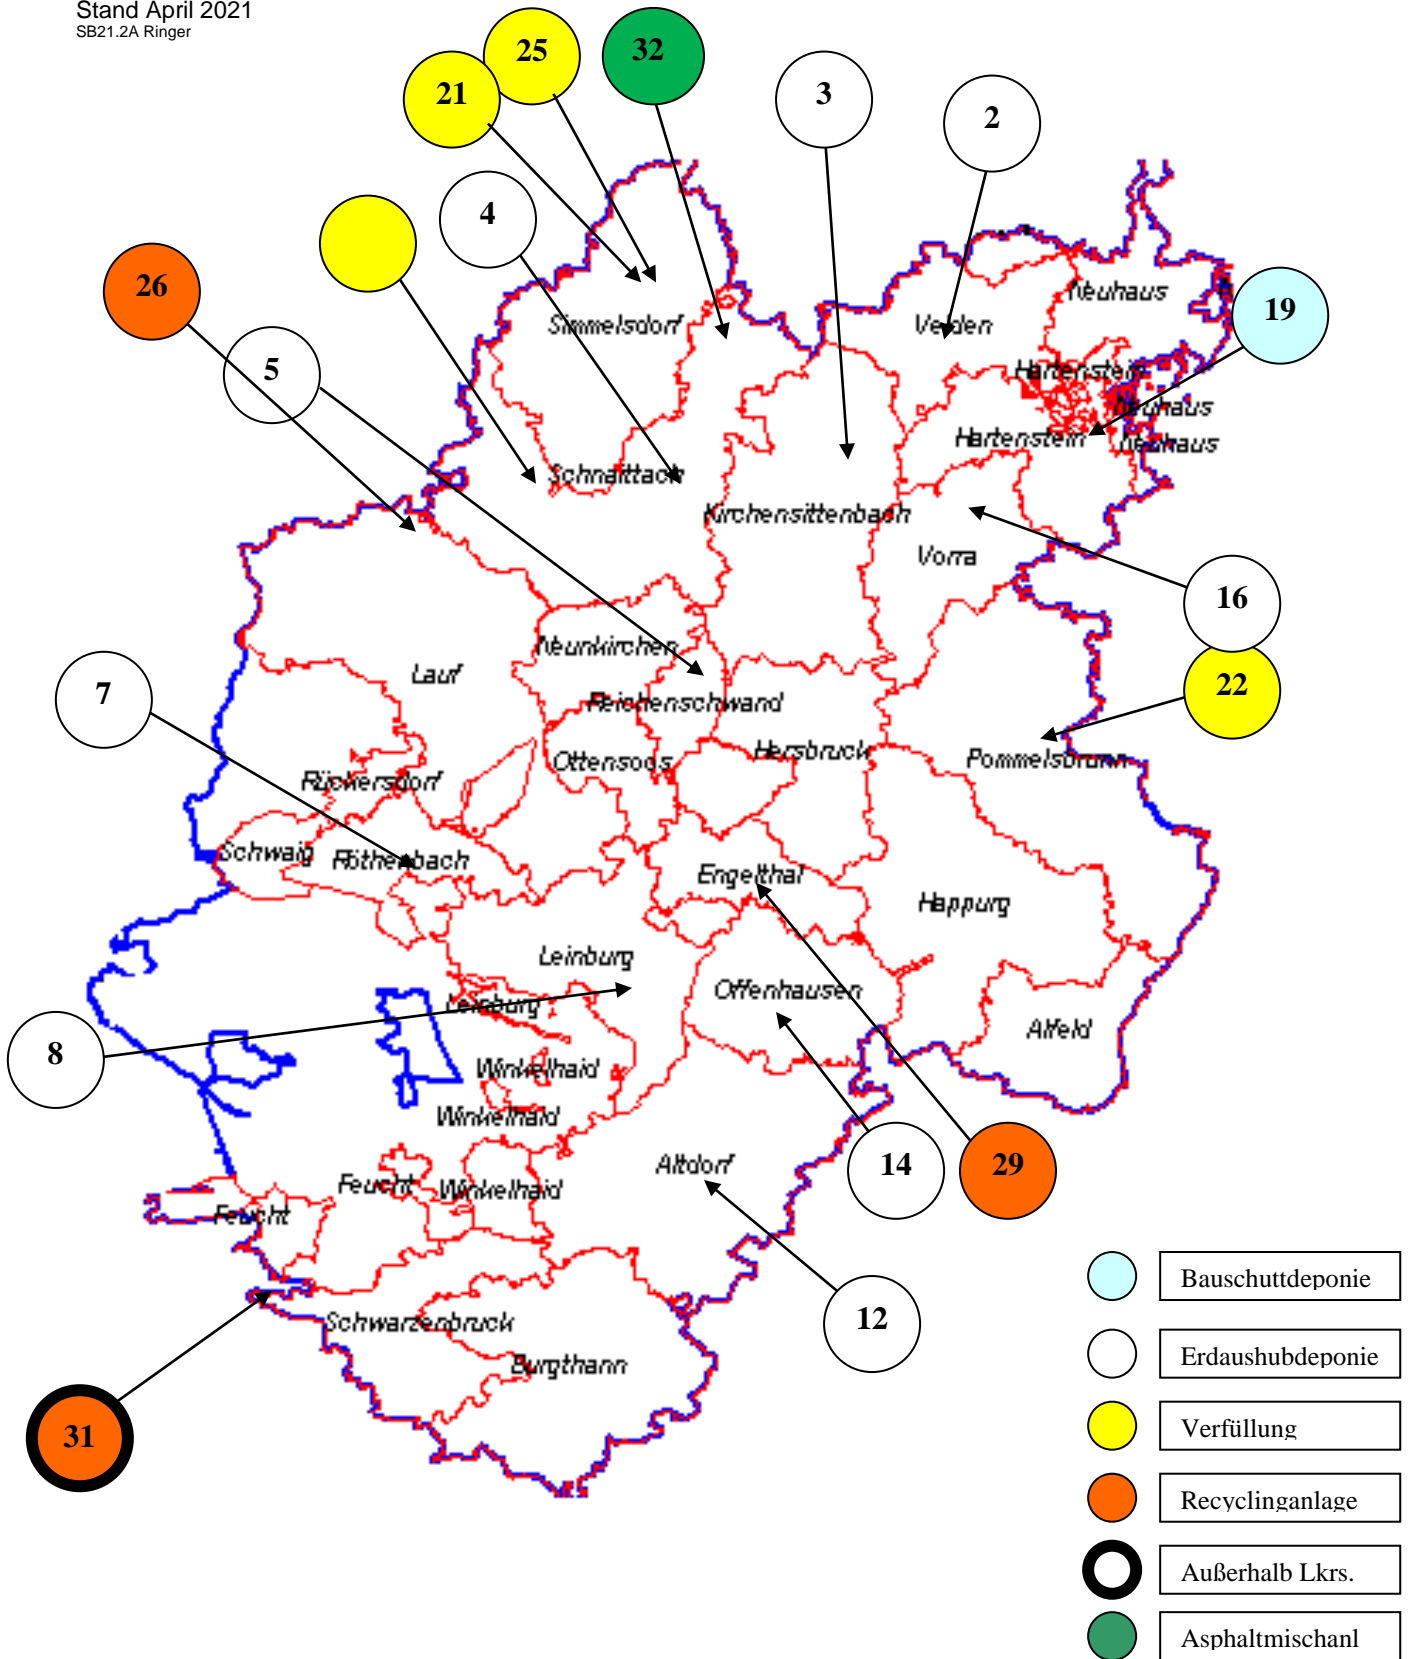 Stand April 2021
SB21.2A Ringer
25
32
21
3
2
4
26
Neuhaus
19
Simmelsdorf
Velden
5
Hartenstein
Neuhaus
Hartenstein
Neuhaus
Schnaittach
Kirchensittenbach
Vorra
16
Neunkirchen
Lauf
7
22
Reichenschwand
Hersbruck
Ottensoos
Pommelsbrunn
Rückersdorf
Schwaig
Röthenbach
Engelthal
Happurg
Leinburg
Offenhausen
Leinburg
Alfeld
8
Winkelhaid
Winkelhaid
14
29
Altdorf
Feucht
Winkelhaid
Feucht
Bauschuttdeponie
12
Schwarzenbruck
Erdaushubdeponie
Burgthann
31
Verfüllung
Recyclinganlage
Außerhalb Lkrs.
Asphaltmischanl